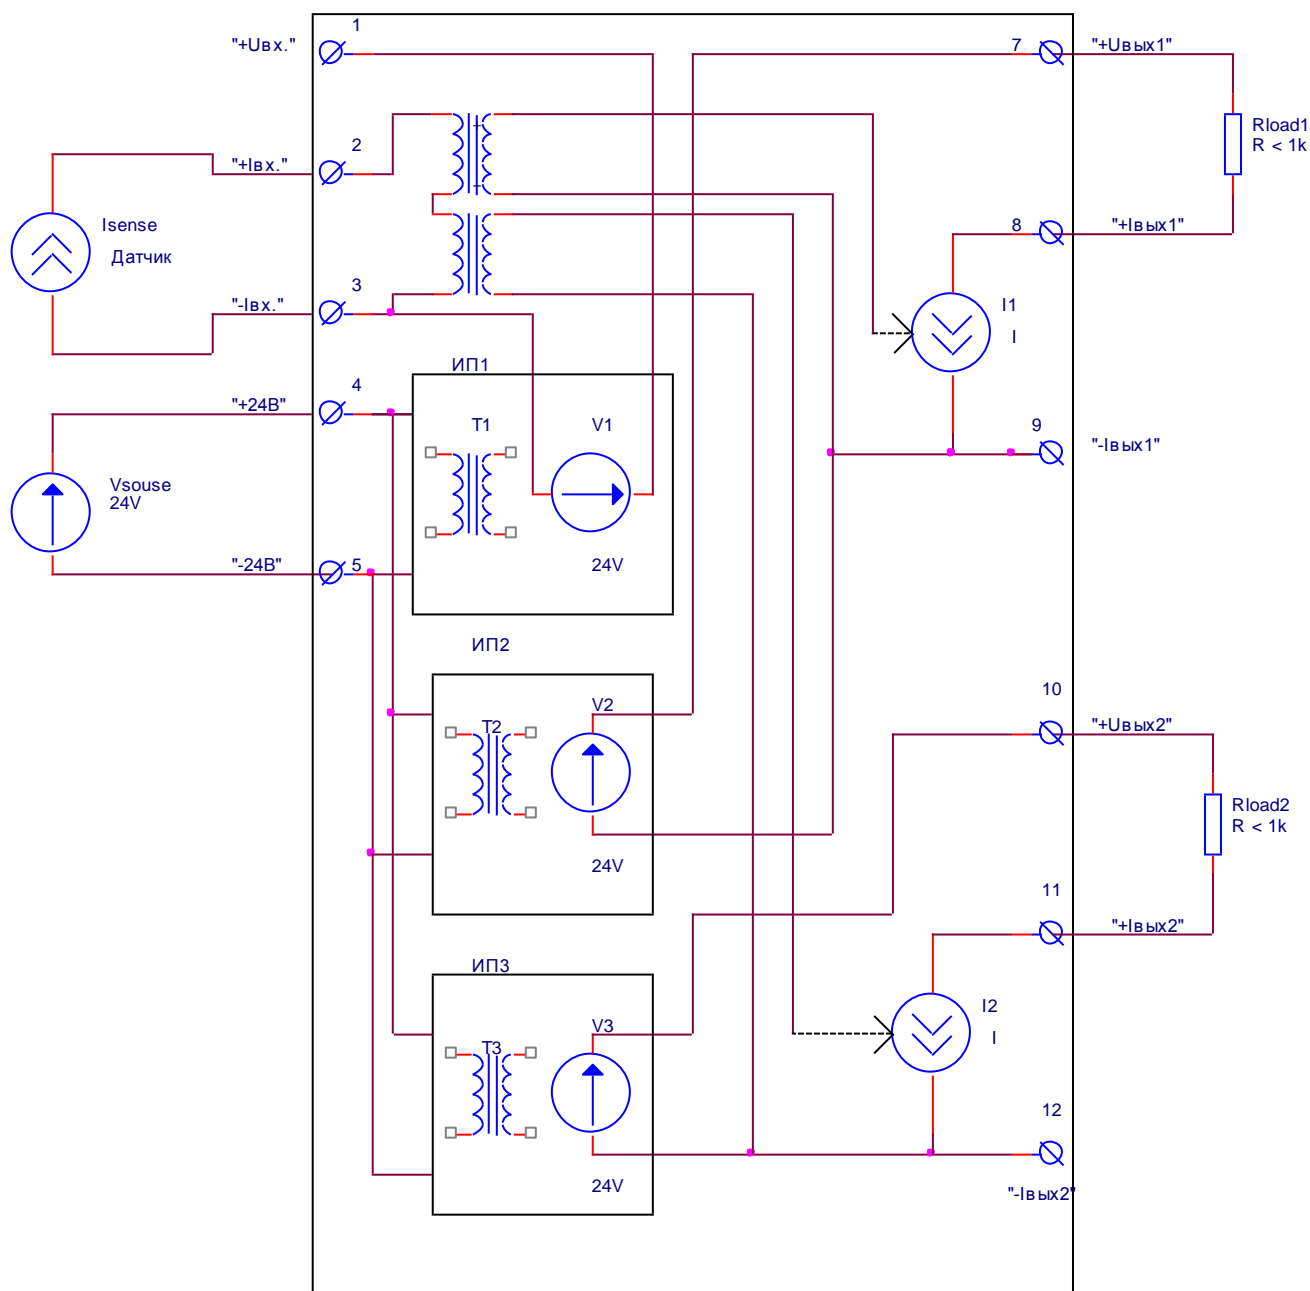 1
"+Uвх."
7
"+Uвых1"
2
"+Iвх."
Rload1
R < 1k
Isense
Датчик
8
"+Iвых1"
3
"-Iвх."
I1
I
ИП1
4
"+24В"
T1
V1
9
"-Iвых1"
Vsouse
24V
"-24В"
5
24V
ИП2
10
V2
T2
"+Uвых2"
Rload2
R < 1k
24V
11
"+Iвых2"
ИП3
I2
I
V3
T3
12
24V
"-Iвых2"